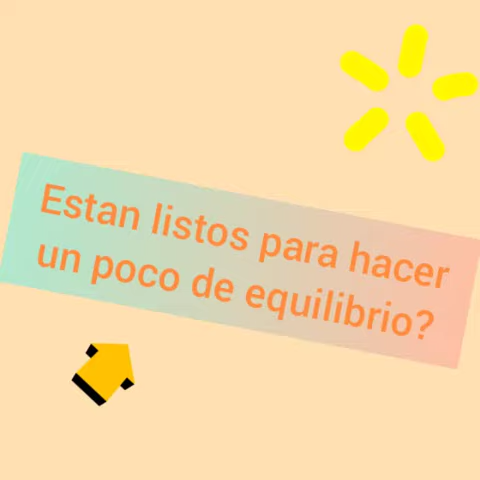 Estan listos para hacer
un poco de equilibrio?